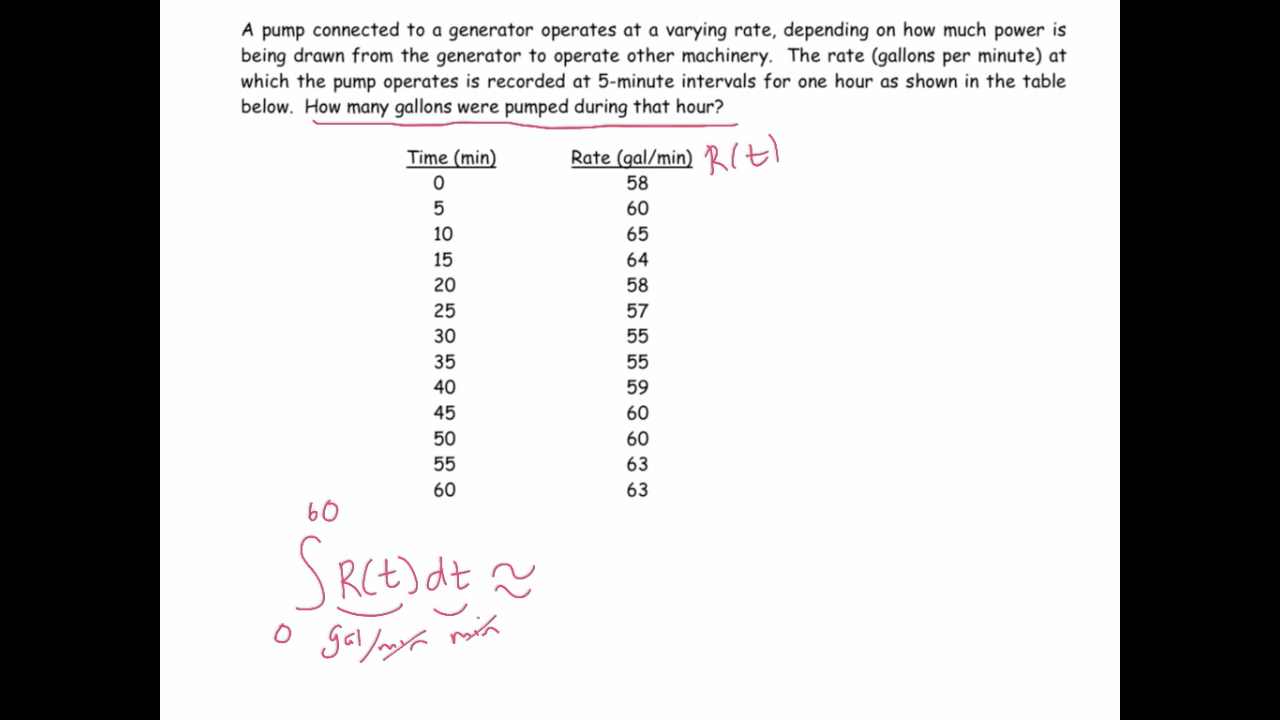 A pump connected to a generator operates at a varying rate, depending on how much power is
being drawn from the generator to operate other machinery. The rate (gallons per minute) at
which the pump operates is recorded at 5-minute intervals for one hour as shown in the table
below. How many gallons were pumped during that hour?
Time (min) Rate (gal/min) R(t)
0 58
5 60
10 65
15 64
20 58
25 57
30 55
35 55
40 59
45 60
50 60
55 63
60 63
60
∫ R(t) dt ≈
0 gal/min min